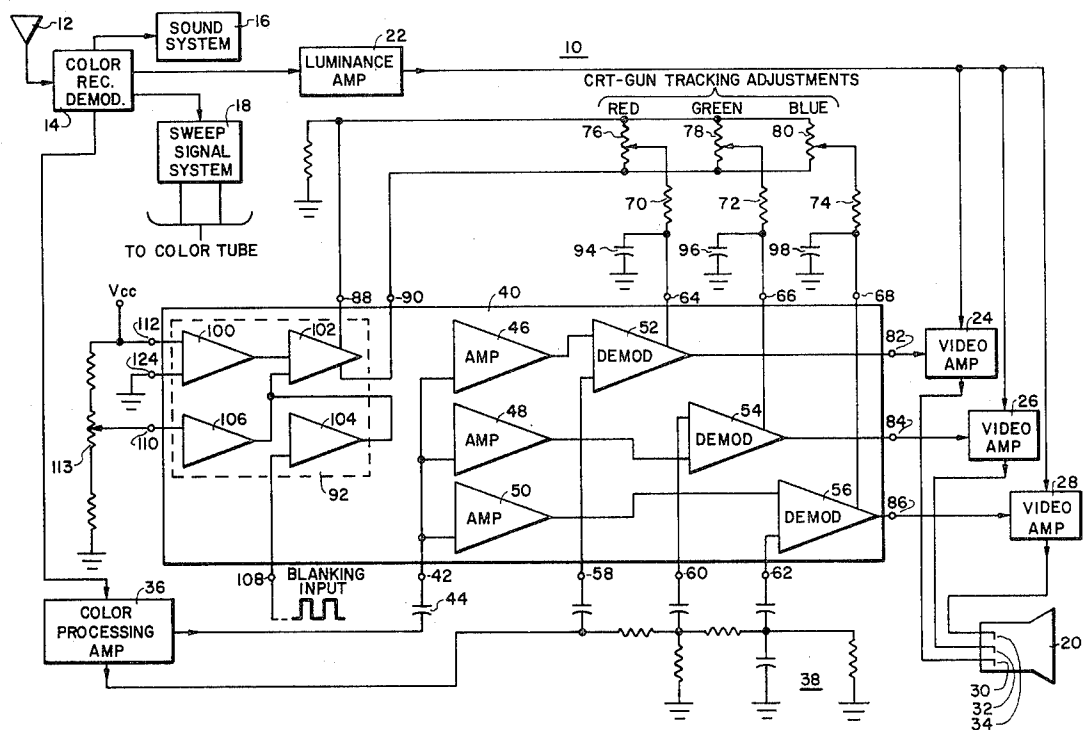 12
SOUND
SYSTEM
16
COLOR
REC.
DEMOD.
14
22
LUMINANCE
AMP
10
18
SWEEP
SIGNAL
SYSTEM
TO COLOR TUBE
CRT-GUN TRACKING ADJUSTMENTS
RED
GREEN
BLUE
76
78
80
70
72
74
94
96
98
88
90
40
64
66
68
Vcc
112
124
110
113
100
102
106
104
92
46
AMP
48
AMP
50
AMP
52
DEMOD
54
DEMOD
56
DEMOD
82
84
86
24
VIDEO
AMP
26
VIDEO
AMP
28
VIDEO
AMP
108
BLANKING
INPUT
42
44
58
60
62
36
COLOR
PROCESSING
AMP
38
20
30
32
34